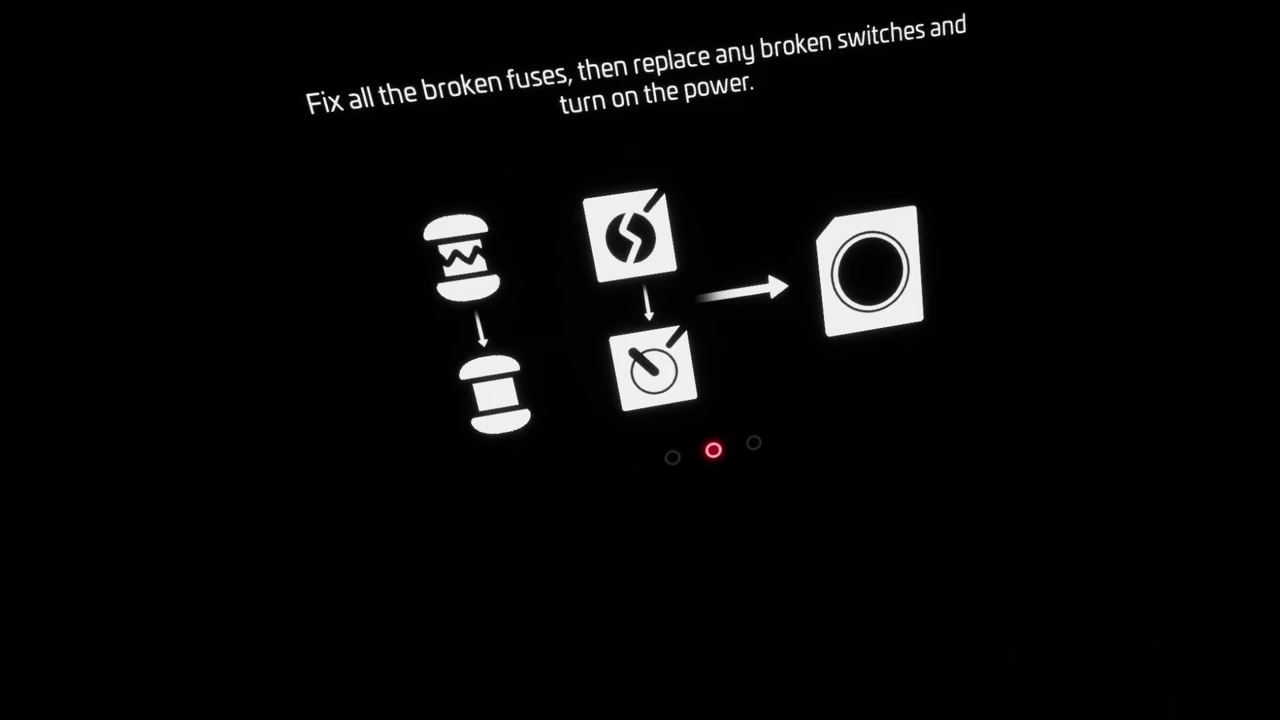 Fix all the broken fuses, then replace any broken switches and
turn on the power.